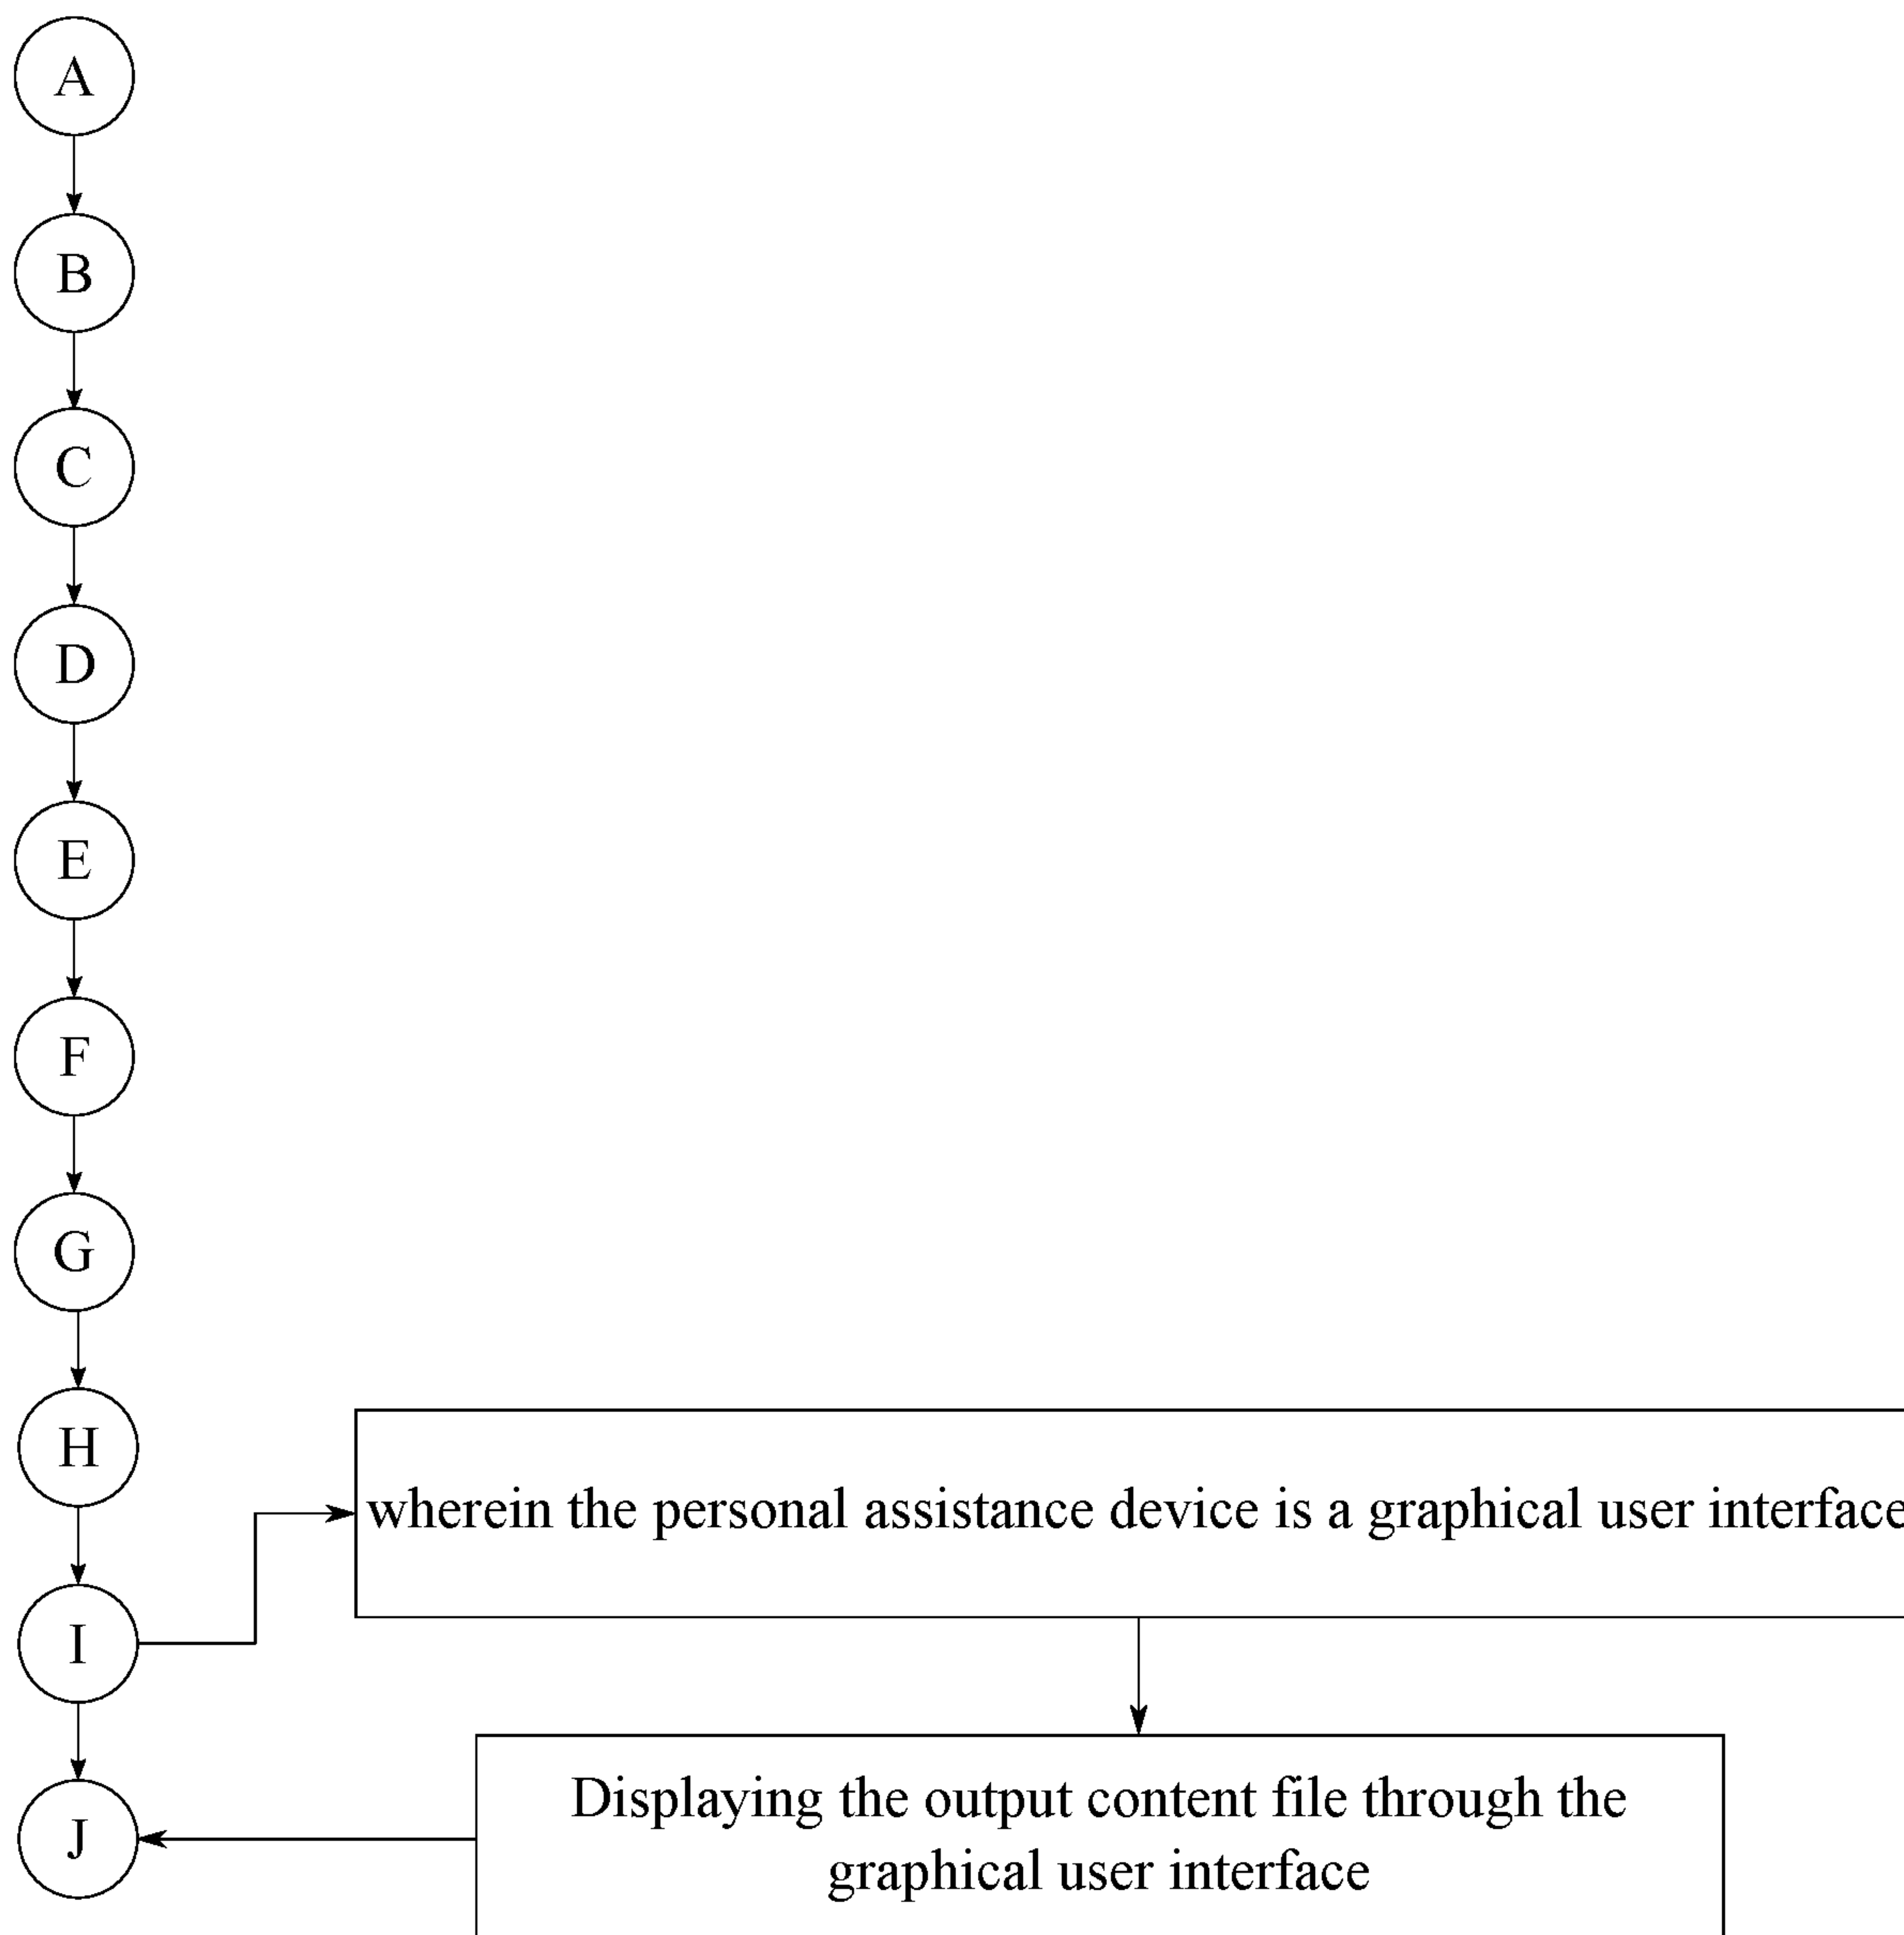 A
B
C
D
E
F
G
H
wherein the personal assistance device is a graphical user interface
I
Displaying the output content file through the
graphical user interface
J